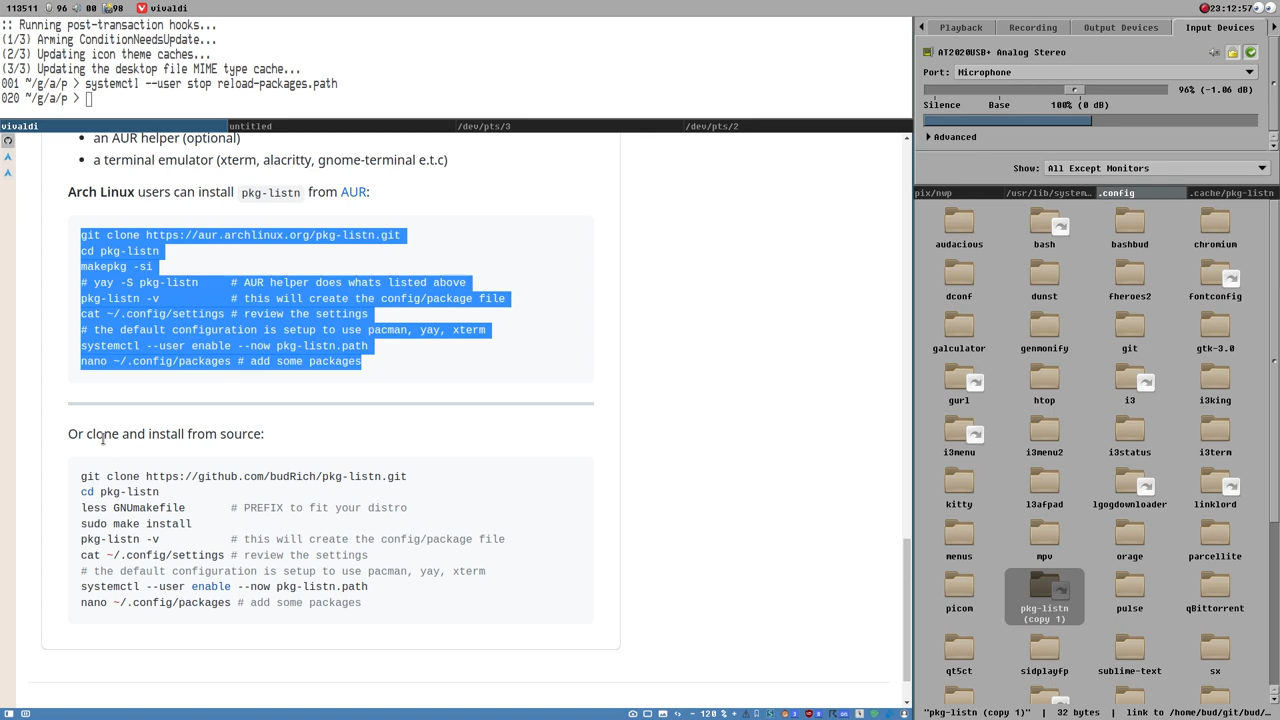 113511 96 00 98 vivaldi 23:12:57
:: Running post-transaction hooks...
(1/3) Arming ConditionNeedsUpdate...
(2/3) Updating icon theme caches...
(3/3) Updating the desktop file MIME type cache...
001 ~/g/a/p > systemctl --user stop reload-packages.path
020 ~/g/a/p >
vivaldi untitled /dev/pts/3 /dev/pts/2
an AUR helper (optional)
a terminal emulator (xterm, alacritty, gnome-terminal e.t.c)
Arch Linux users can install pkg-listn from AUR:
git clone https://aur.archlinux.org/pkg-listn.git
cd pkg-listn
makepkg -si
# yay -S pkg-listn # AUR helper does whats listed above
pkg-listn -v # this will create the config/package file
cat ~/.config/settings # review the settings
# the default configuration is setup to use pacman, yay, xterm
systemctl --user enable --now pkg-listn.path
nano ~/.config/packages # add some packages
Or clone and install from source:
git clone https://github.com/budRich/pkg-listn.git
cd pkg-listn
less GNUmakefile # PREFIX to fit your distro
sudo make install
pkg-listn -v # this will create the config/package file
cat ~/.config/settings # review the settings
# the default configuration is setup to use pacman, yay, xterm
systemctl --user enable --now pkg-listn.path
nano ~/.config/packages # add some packages
120 %
Playback Recording Output Devices Input Devices
AT2020USB+ Analog Stereo
Port: Microphone
96% (-1.06 dB)
Silence Base 100% (0 dB)
Advanced
Show: All Except Monitors
pix/nwp /usr/lib/system... .config .cache/pkg-listn
audacious bash bashbud chromium
dconf dunst fheroes2 fontconfig
galculator genmonify git gtk-3.0
gurl htop i3 i3king
i3menu i3menu2 i3status i3term
kitty l3afpad lgogdownloader linklord
menus mpv orage parcellite
picom pkg-listn (copy 1) pulse qBittorrent
qt5ct sidplayfp sublime-text sx
"pkg-listn (copy 1)" | 32 bytes | link to /home/bud/git/bud/...